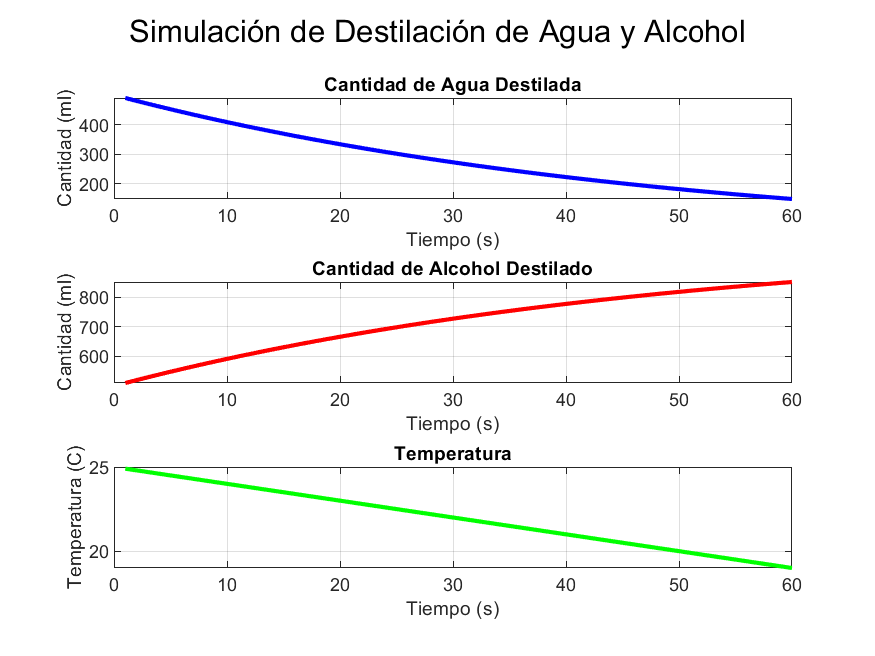 Simulación de Destilación de Agua y Alcohol
Cantidad de Agua Destilada
Cantidad (ml)
400
300
200
0 10 20 30 40 50 60
Tiempo (s)
Cantidad de Alcohol Destilado
Cantidad (ml)
800
700
600
0 10 20 30 40 50 60
Tiempo (s)
Temperatura
Temperatura (C)
25
20
0 10 20 30 40 50 60
Tiempo (s)